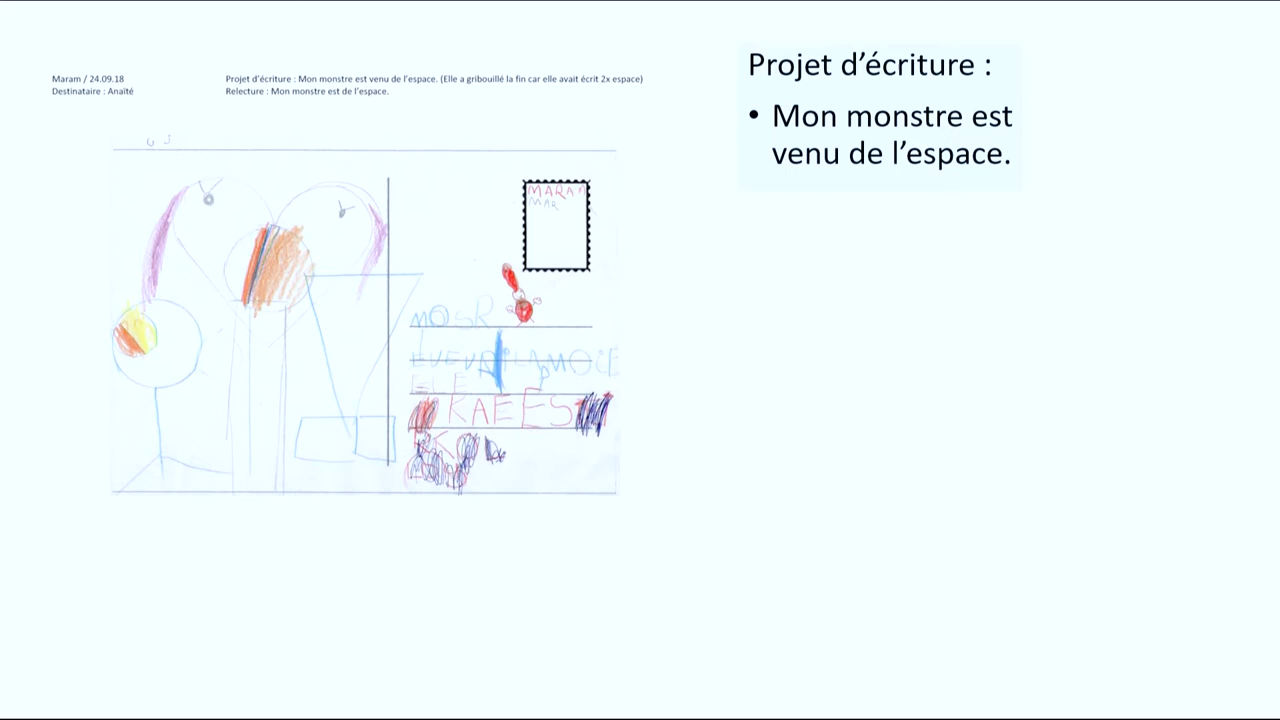 Maram / 24.09.18
Destinataire : Anaïté
Projet d'écriture : Mon monstre est venu de l'espace. (Elle a gribouillé la fin car elle avait écrit 2x espace)
Relecture : Mon monstre est de l'espace.
Projet d'écriture :
• Mon monstre est
venu de l'espace.
MARAM
MAR
MOSR
ELE
KAEES